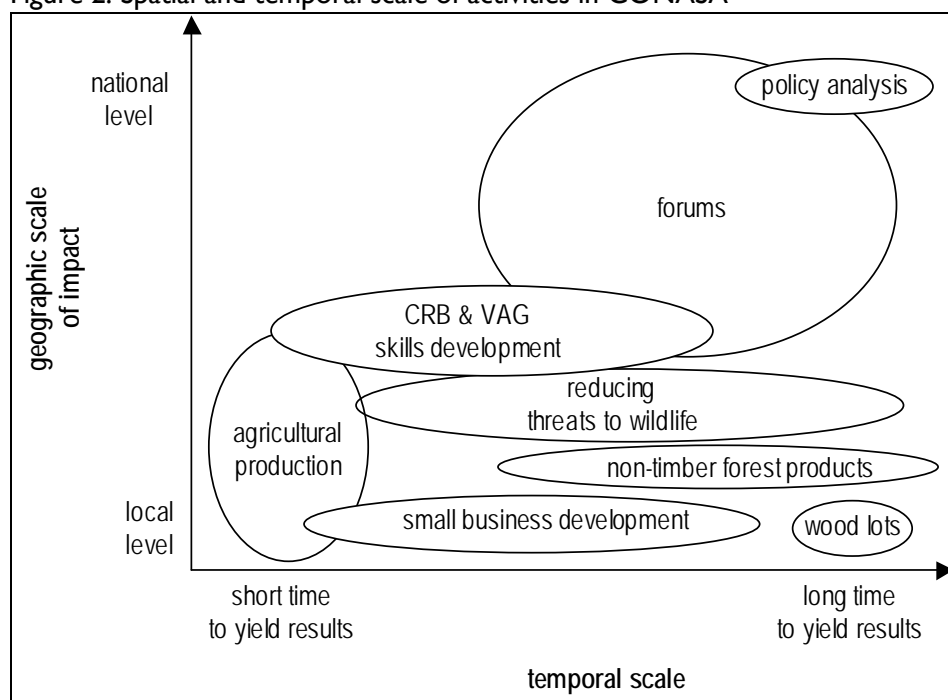 Figure 2. Spatial and temporal scale of activities in CONASA
national
level
policy analysis
forums
geographic scale
of impact
CRB & VAG
skills development
reducing
threats to wildlife
agricultural
production
non-timber forest products
local
level
small business development
wood lots
short time
to yield results
long time
to yield results
temporal scale